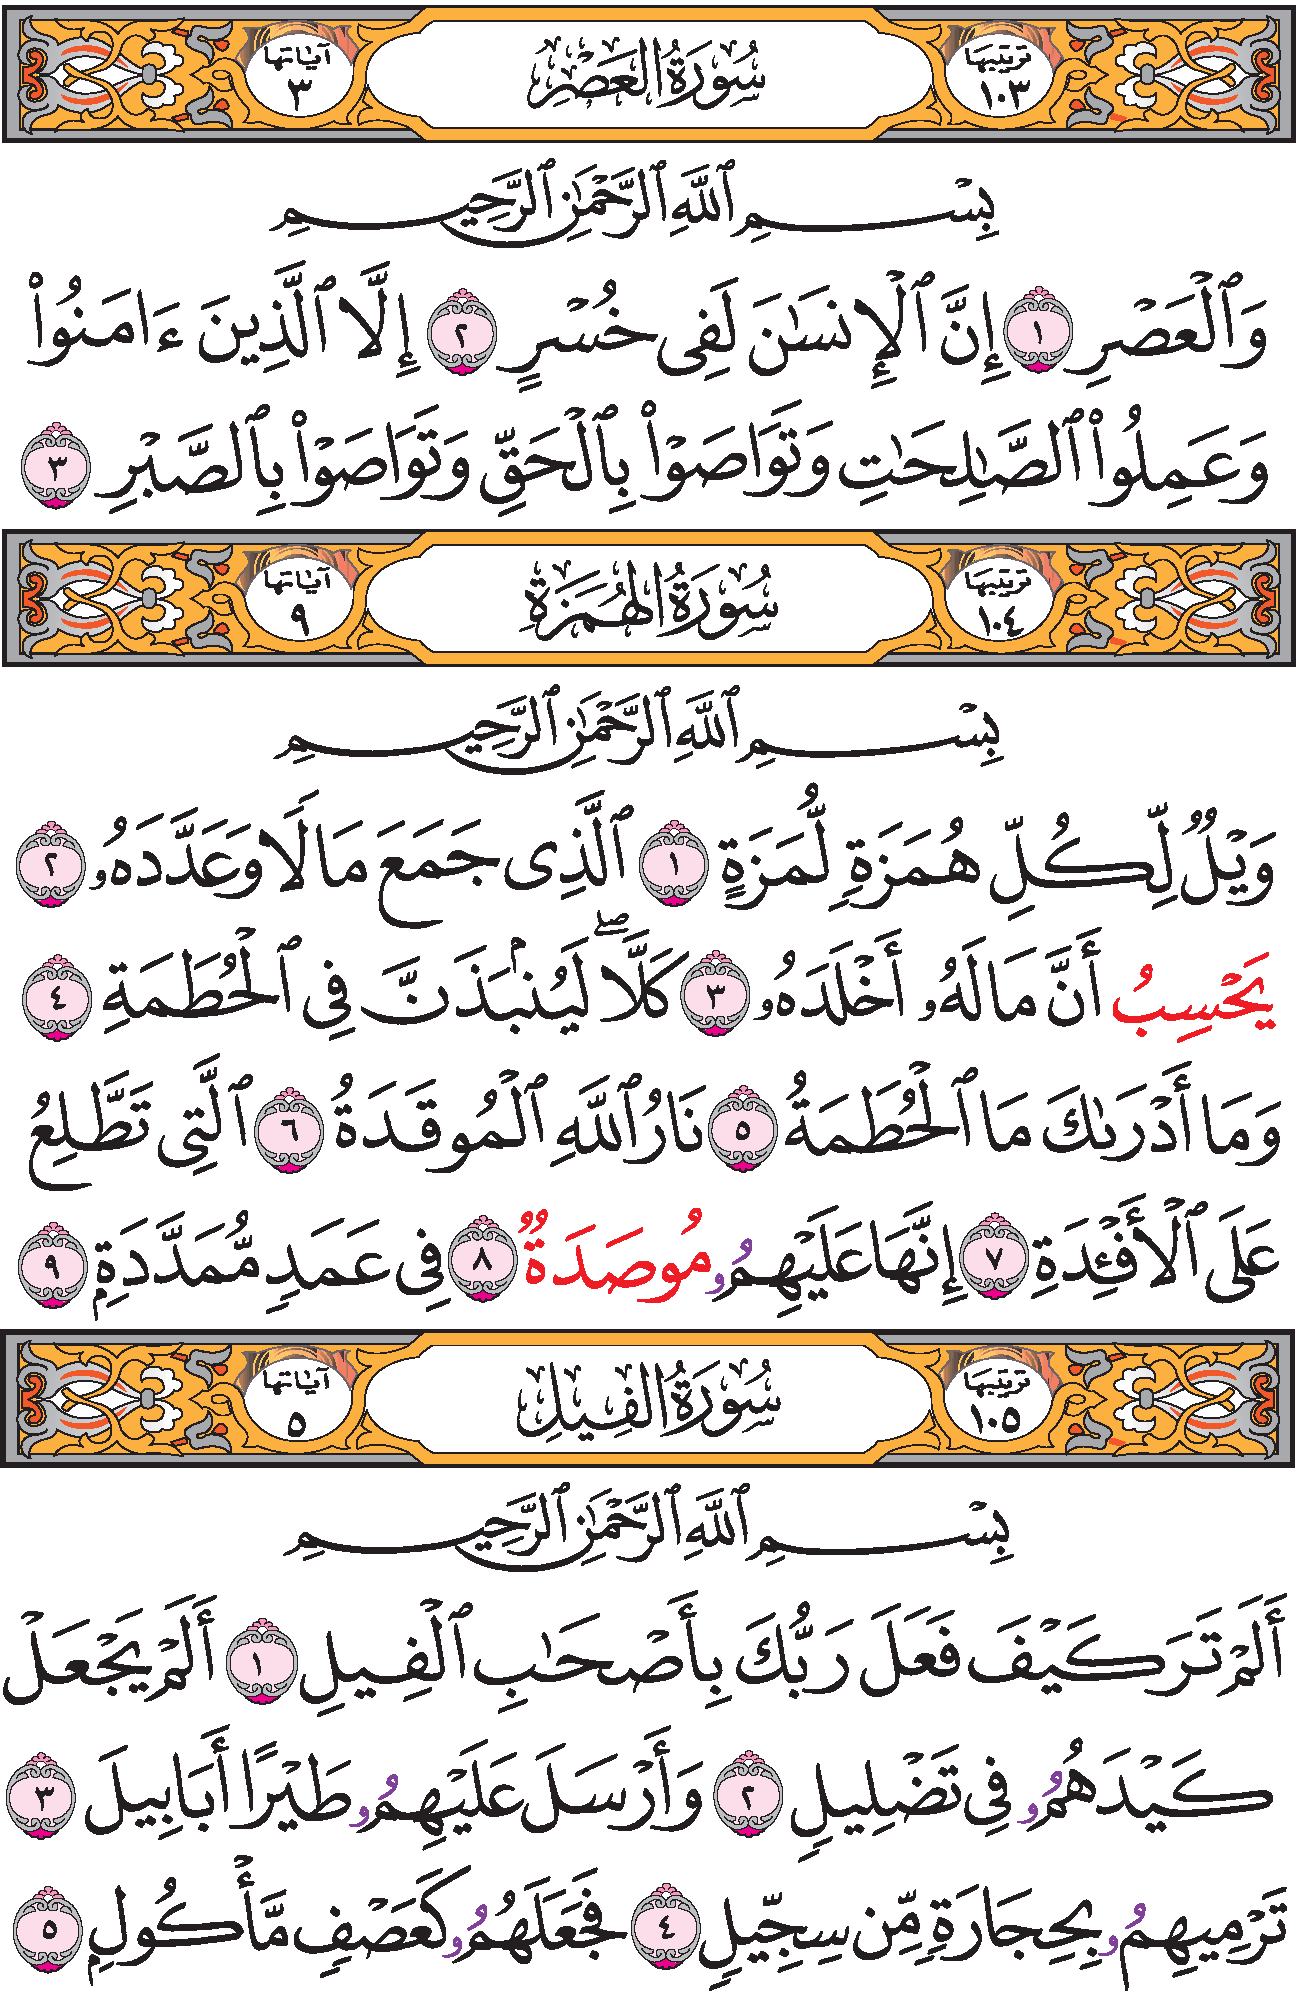 ترتيبها ١٠٣ سُورَةُ العَصْرِ آياتها ٣
بِسْمِ ٱللَّهِ ٱلرَّحْمَٰنِ ٱلرَّحِيمِ
وَٱلْعَصْرِ ١ إِنَّ ٱلْإِنسَٰنَ لَفِى خُسْرٍ ٢ إِلَّا ٱلَّذِينَ ءَامَنُوا۟
وَعَمِلُوا۟ ٱلصَّٰلِحَٰتِ وَتَوَاصَوْا۟ بِٱلْحَقِّ وَتَوَاصَوْا۟ بِٱلصَّبْرِ ٣
ترتيبها ١٠٤ سُورَةُ الهُمَزَةِ آياتها ٩
بِسْمِ ٱللَّهِ ٱلرَّحْمَٰنِ ٱلرَّحِيمِ
وَيْلٌ لِّكُلِّ هُمَزَةٍ لُّمَزَةٍ ١ ٱلَّذِى جَمَعَ مَالًا وَعَدَّدَهُۥ ٢
يَحْسِبُ أَنَّ مَالَهُۥ أَخْلَدَهُۥ ٣ كَلَّا ۖ لَيُنۢبَذَنَّ فِى ٱلْحُطَمَةِ ٤
وَمَا أَدْرَىٰكَ مَا ٱلْحُطَمَةُ ٥ نَارُ ٱللَّهِ ٱلْمُوقَدَةُ ٦ ٱلَّتِى تَطَّلِعُ
عَلَى ٱلْأَفْـِٔدَةِ ٧ إِنَّهَا عَلَيْهِمُۥ مُوصَدَةٌ ٨ فِى عَمَدٍ مُّمَدَّدَةٍۭ ٩
ترتيبها ١٠٥ سُورَةُ الفِيلِ آياتها ٥
بِسْمِ ٱللَّهِ ٱلرَّحْمَٰنِ ٱلرَّحِيمِ
أَلَمْ تَرَ كَيْفَ فَعَلَ رَبُّكَ بِأَصْحَٰبِ ٱلْفِيلِ ١ أَلَمْ يَجْعَلْ
كَيْدَهُمُۥ فِى تَضْلِيلٍ ٢ وَأَرْسَلَ عَلَيْهِمُۥ طَيْرًا أَبَابِيلَ ٣
تَرْمِيهِمُۥ بِحِجَارَةٍ مِّن سِجِّيلٍ ٤ فَجَعَلَهُمُۥ كَعَصْفٍ مَّأْكُولٍۭ ٥